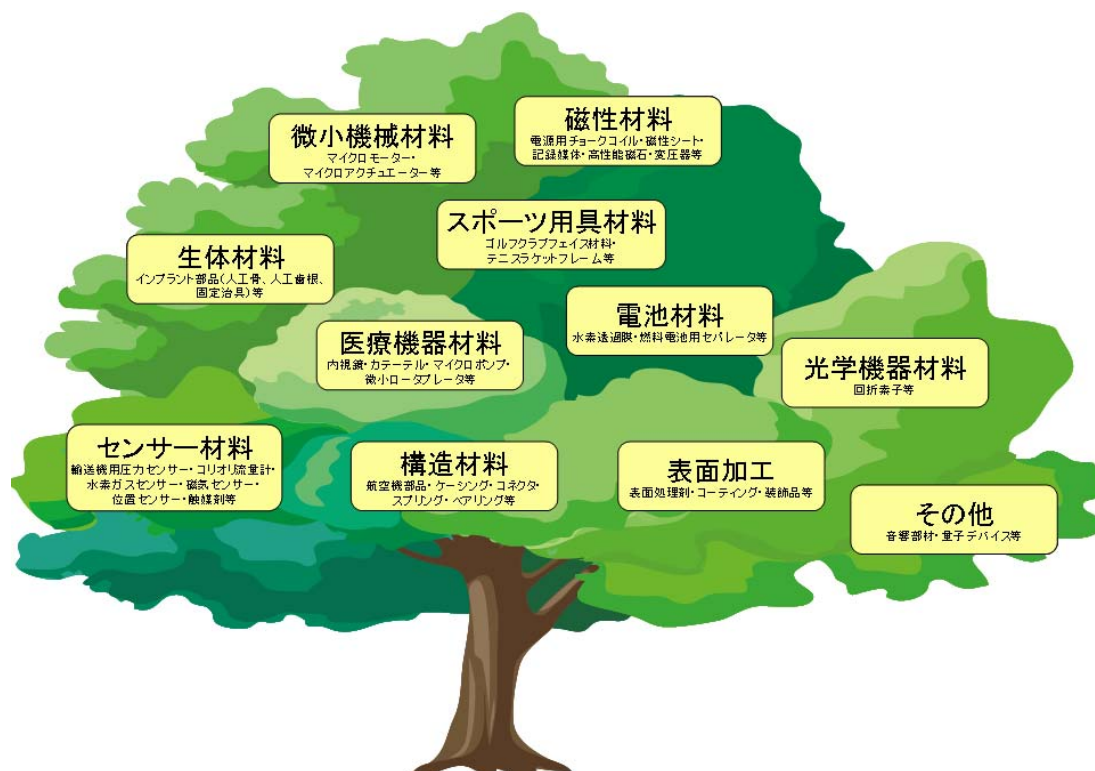 微小機械材料
マイクロモーター・
マイクロアクチュエーター等
磁性材料
電源用チョークコイル・磁性シート・
記録媒体・高性能磁石・変圧器等
スポーツ用具材料
ゴルフクラブフェイス材料・
テニスラケットフレーム等
生体材料
インプラント部品(人工骨、人工歯根、
固定治具)等
電池材料
水素透過膜・燃料電池用セパレータ等
医療機器材料
内視鏡・カテーテル・マイクロポンプ・
微小ロータブレータ等
光学機器材料
回折素子等
センサー材料
輸送機用圧力センサー・コリオリ流量計・
水素ガスセンサー・磁気センサー・
位置センサー・触媒剤等
構造材料
航空機部品・ケーシング・コネクタ・
スプリング・ベアリング等
表面加工
表面処理剤・コーティング・装飾品等
その他
音響部材・量子デバイス等